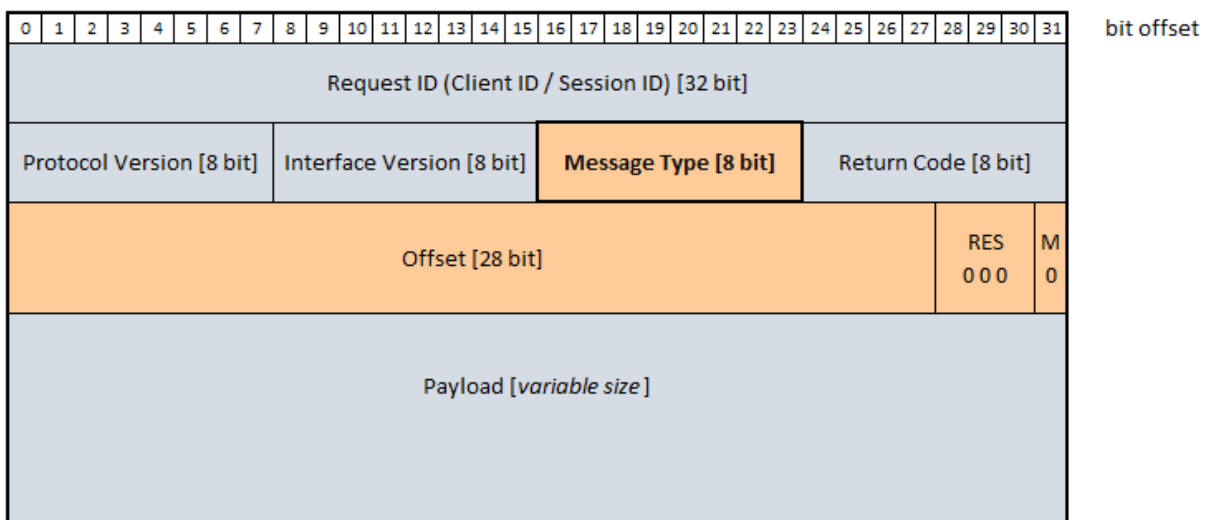 0 1 2 3 4 5 6 7 8 9 10 11 12 13 14 15 16 17 18 19 20 21 22 23 24 25 26 27 28 29 30 31 bit offset
Request ID (Client ID / Session ID) [32 bit]
Protocol Version [8 bit] Interface Version [8 bit] Message Type [8 bit] Return Code [8 bit]
Offset [28 bit] RES 0 0 0 M 0
Payload [variable size]